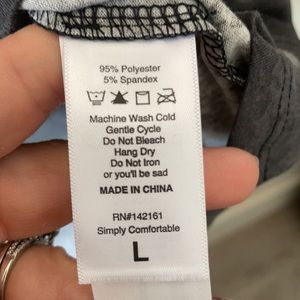 95% Polyester
5% Spandex
Machine Wash Cold
Gentle Cycle
Do Not Bleach
Hang Dry
Do Not Iron
or you'll be sad
MADE IN CHINA
RN#142161
Simply Comfortable
L